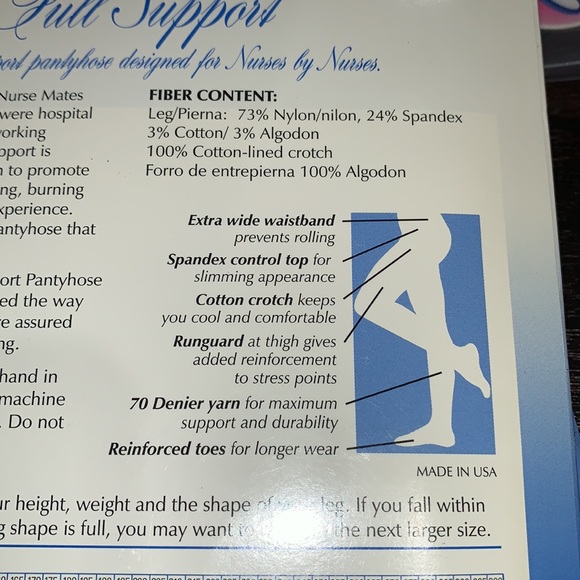 Full Support
port pantyhose designed for Nurses by Nurses.
Nurse Mates
were hospital
working
pport is
to promote
ng, burning
xperience.
antyhose that
ort Pantyhose
ed the way
re assured
ng.
hand in
machine
. Do not
FIBER CONTENT:
Leg/Pierna: 73% Nylon/nilon, 24% Spandex
3% Cotton/ 3% Algodon
100% Cotton-lined crotch
Forro de entrepierna 100% Algodon
Extra wide waistband
prevents rolling
Spandex control top for
slimming appearance
Cotton crotch keeps
you cool and comfortable
Runguard at thigh gives
added reinforcement
to stress points
70 Denier yarn for maximum
support and durability
Reinforced toes for longer wear
MADE IN USA
ur height, weight and the shape of your leg. If you fall within
g shape is full, you may want to the next larger size.